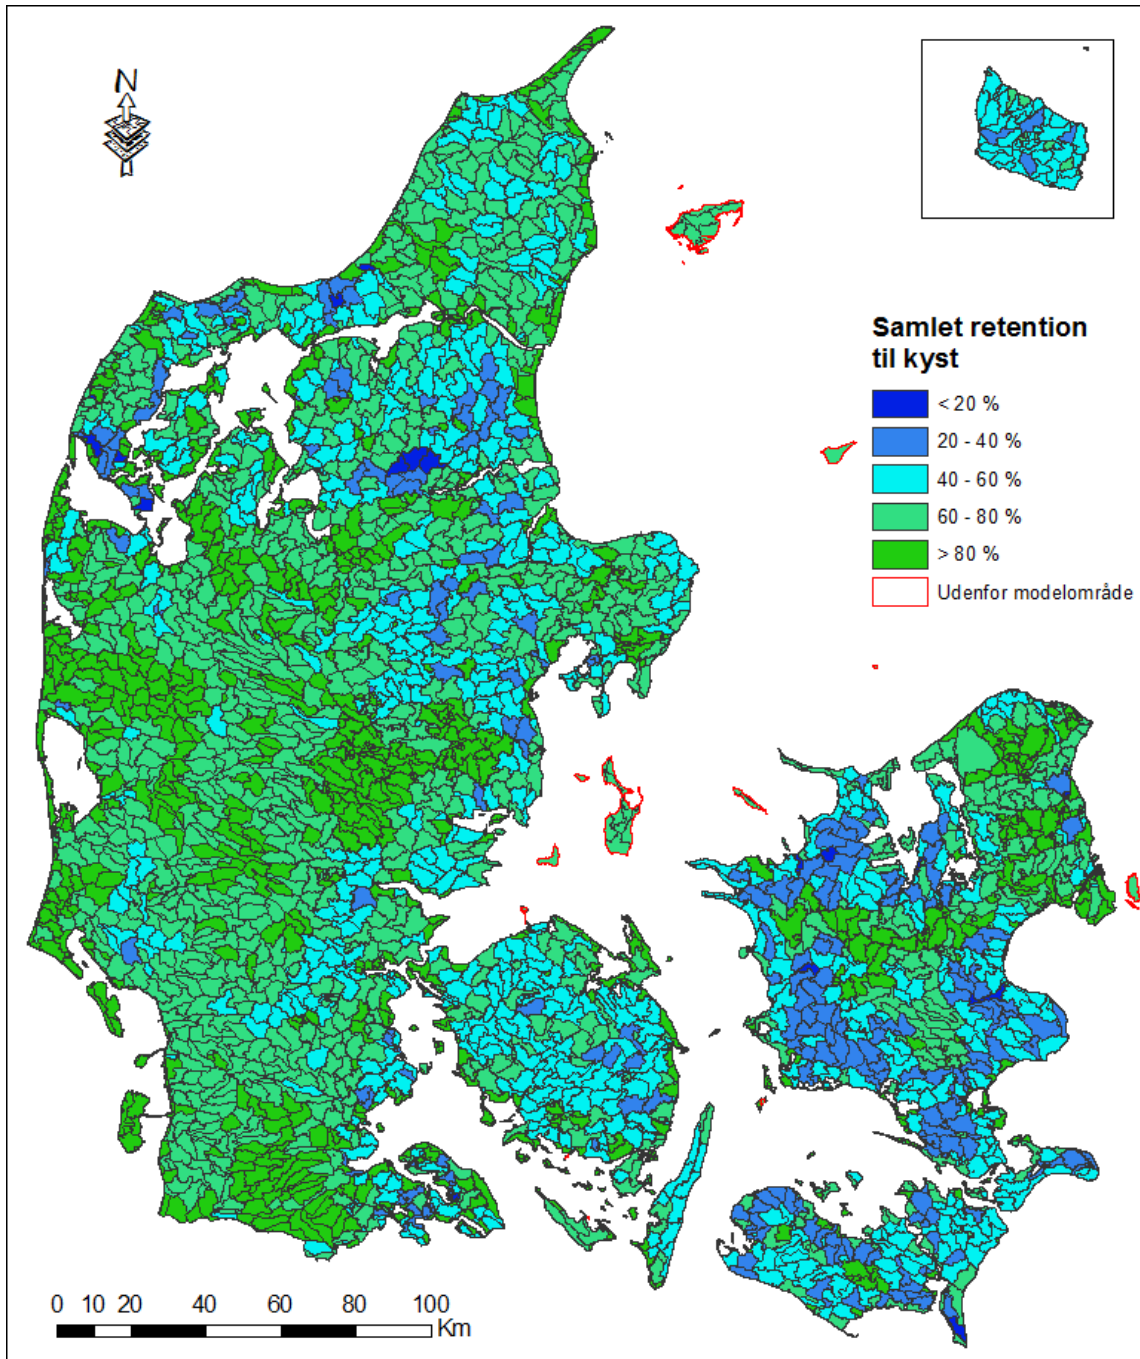 N
Samlet retention
til kyst
< 20 %
20 - 40 %
40 - 60 %
60 - 80 %
> 80 %
Udenfor modelområde
0 10 20 40 60 80 100
Km